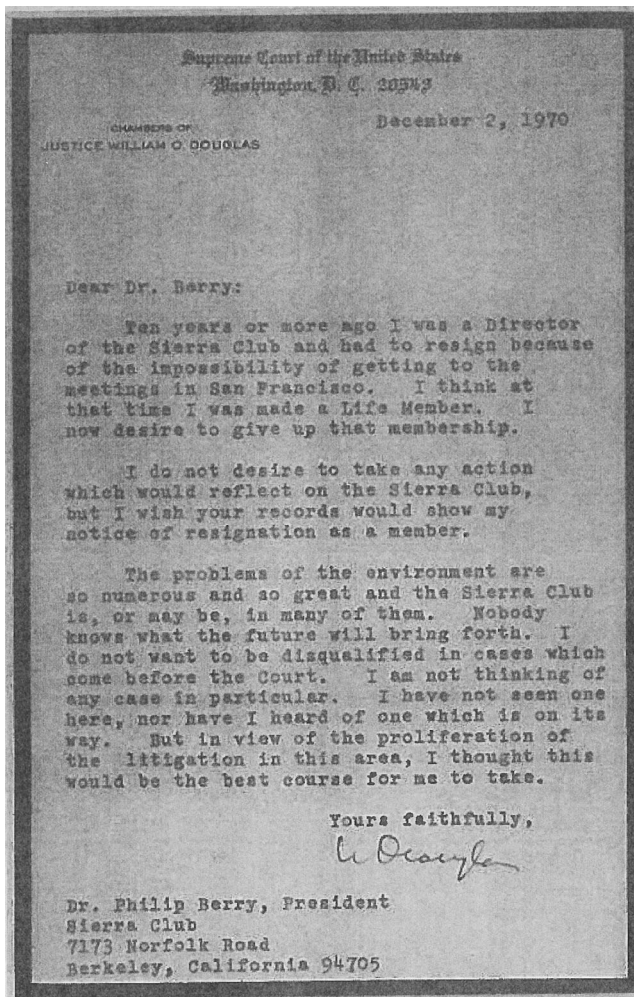 Supreme Court of the United States
Washington, D. C. 20543
December 2, 1970
CHAMBERS OF
JUSTICE WILLIAM O. DOUGLAS
Dear Dr. Berry:
Ten years or more ago I was a Director
of the Sierra Club and had to resign because
of the impossibility of getting to the
meetings in San Francisco. I think at
that time I was made a Life Member. I
now desire to give up that membership.
I do not desire to take any action
which would reflect on the Sierra Club,
but I wish your records would show my
notice of resignation as a member.
The problems of the environment are
so numerous and so great and the Sierra Club
is, or may be, in many of them. Nobody
knows what the future will bring forth. I
do not want to be disqualified in cases which
come before the Court. I am not thinking of
any case in particular. I have not seen one
here, nor have I heard of one which is on its
way. But in view of the proliferation of
the litigation in this area, I thought this
would be the best course for me to take.
Yours faithfully,
W Douglas
Dr. Philip Berry, President
Sierra Club
7173 Norfolk Road
Berkeley, California 94705